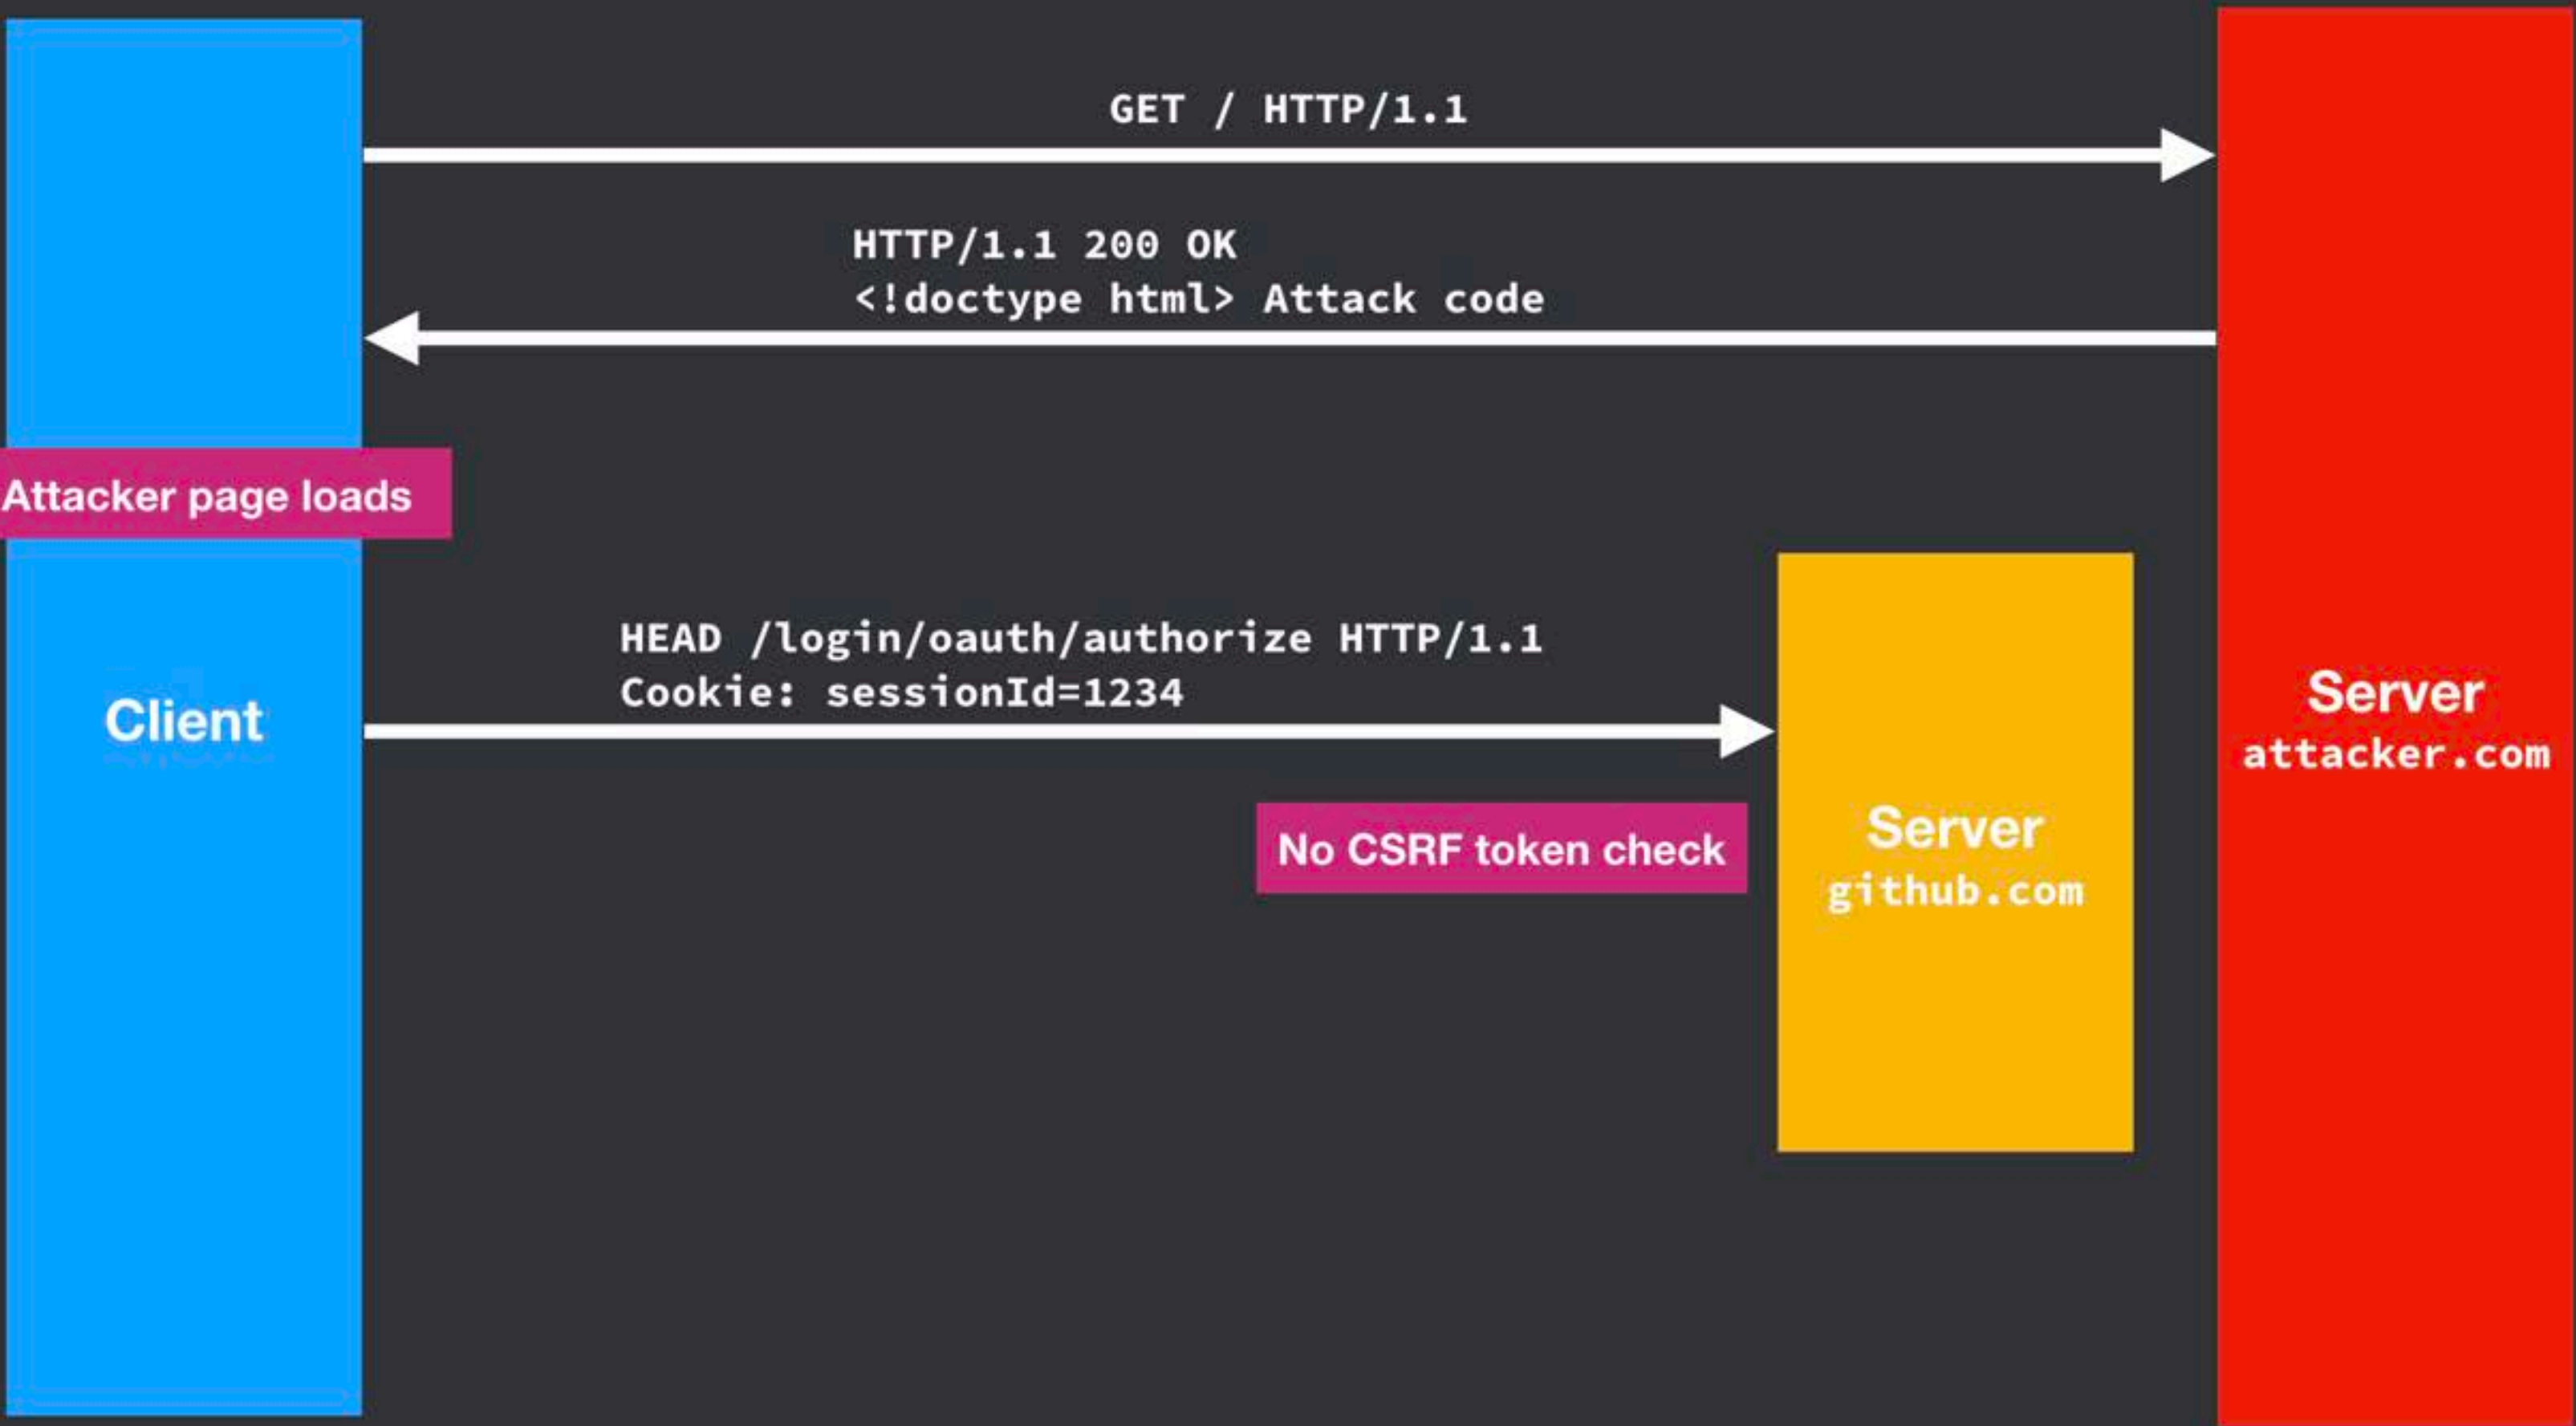 GET / HTTP/1.1
HTTP/1.1 200 OK
<!doctype html> Attack code
Attacker page loads
HEAD /login/oauth/authorize HTTP/1.1
Cookie: sessionId=1234
Client
No CSRF token check
Server
github.com
Server
attacker.com